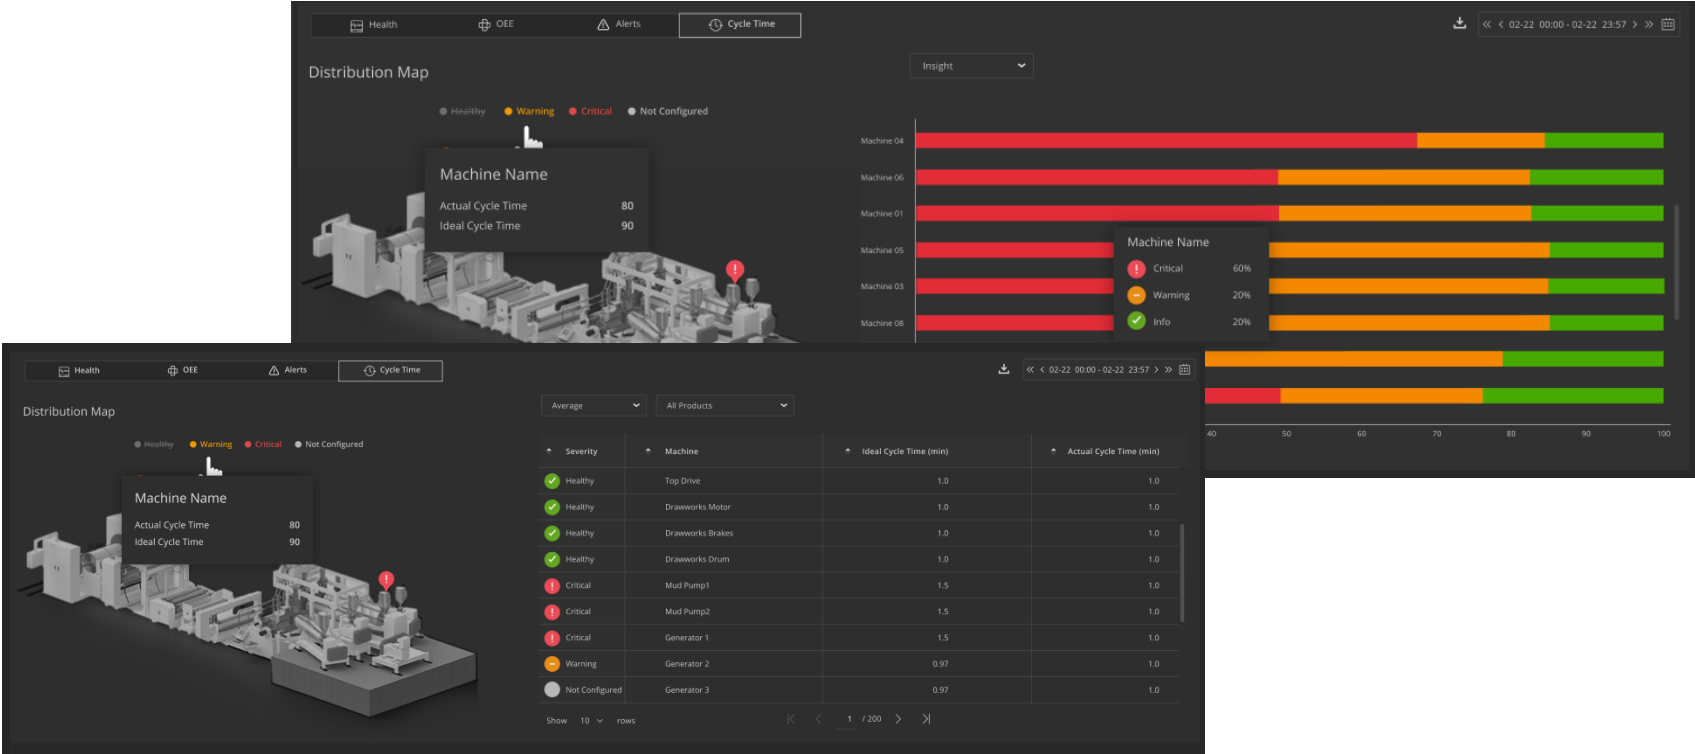 Health OEE Alerts Cycle Time
02-22 00:00 - 02-22 23:57
Distribution Map
Insight
Healthy Warning Critical Not Configured
Machine Name
Actual Cycle Time 80
Ideal Cycle Time 90
Machine 04
Machine 06
Machine 01
Machine 05
Machine 03
Machine 08
Machine Name
Critical 60%
Warning 20%
Info 20%
40 50 60 70 80 90 100
Health OEE Alerts Cycle Time
02-22 00:00 - 02-22 23:57
Distribution Map
Average All Products
Healthy Warning Critical Not Configured
Machine Name
Actual Cycle Time 80
Ideal Cycle Time 90
Severity Machine Ideal Cycle Time (min) Actual Cycle Time (min)
Healthy Top Drive 1.0 1.0
Healthy Drawworks Motor 1.0 1.0
Healthy Drawworks Brakes 1.0 1.0
Healthy Drawworks Drum 1.0 1.0
Critical Mud Pump1 1.5 1.0
Critical Mud Pump2 1.5 1.0
Critical Generator 1 1.5 1.0
Warning Generator 2 0.97 1.0
Not Configured Generator 3 0.97 1.0
Show 10 rows
1 / 200